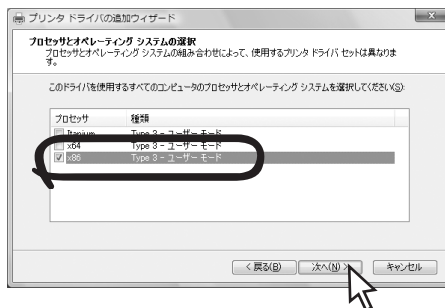 プリンタ ドライバの追加ウィザード
プロセッサとオペレーティング システムの選択
プロセッサとオペレーティング システムの組み合わせによって、使用するプリンタ ドライバ セットは異なりま
す。
このドライバを使用するすべてのコンピュータのプロセッサとオペレーティング システムを選択してください(S):
プロセッサ 種類
Itanium Type 3 - ユーザー モード
x64 Type 3 - ユーザー モード
x86 Type 3 - ユーザー モード
< 戻る(B) 次へ(N) > キャンセル